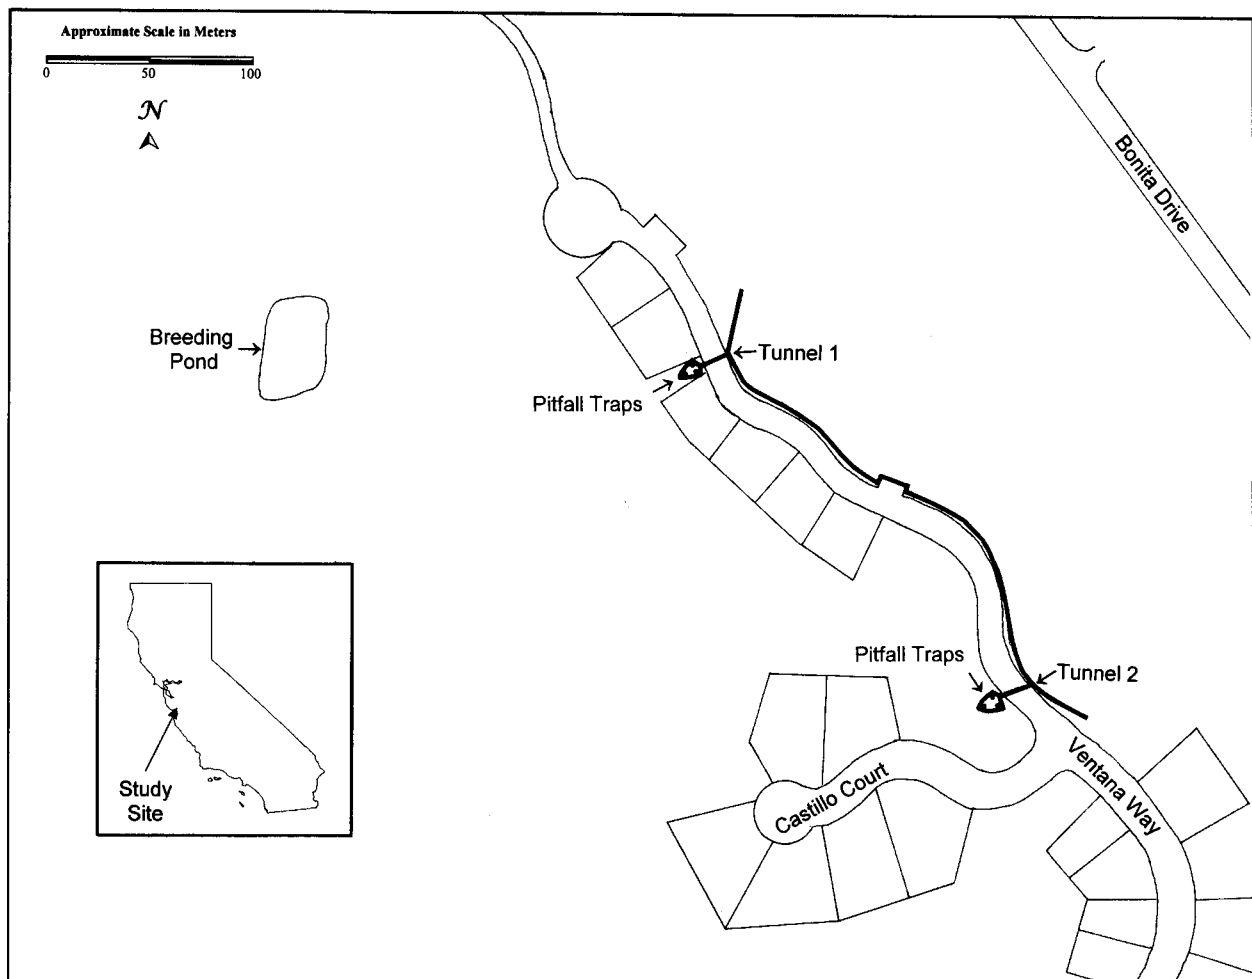 Approximate Scale in Meters
0 50 100
N
Bonita Drive
Breeding
Pond
Tunnel 1
Pitfall Traps
Pitfall Traps
Tunnel 2
Study
Site
Castillo Court
Ventana Way